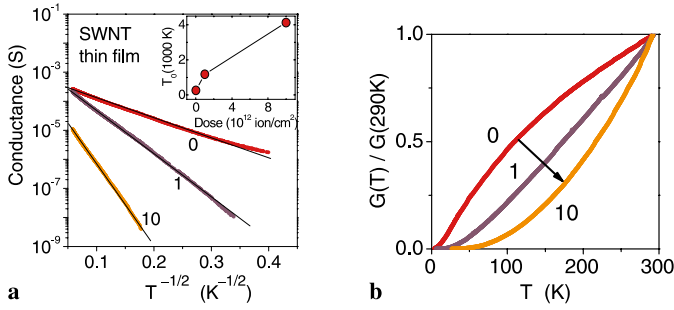 SWNT
thin film
Conductance (S)
10⁻¹
10⁻³
10⁻⁵
10⁻⁷
10⁻⁹
0.1 0.2 0.3 0.4
T⁻¹/² (K⁻¹/²)
0
1
10
T₀(1000 K)
4
2
0
0 4 8
Dose (10¹² ion/cm²)
a
G(T) / G(290K)
1.0
0.5
0.0
0 100 200 300
T (K)
0
1
10
b